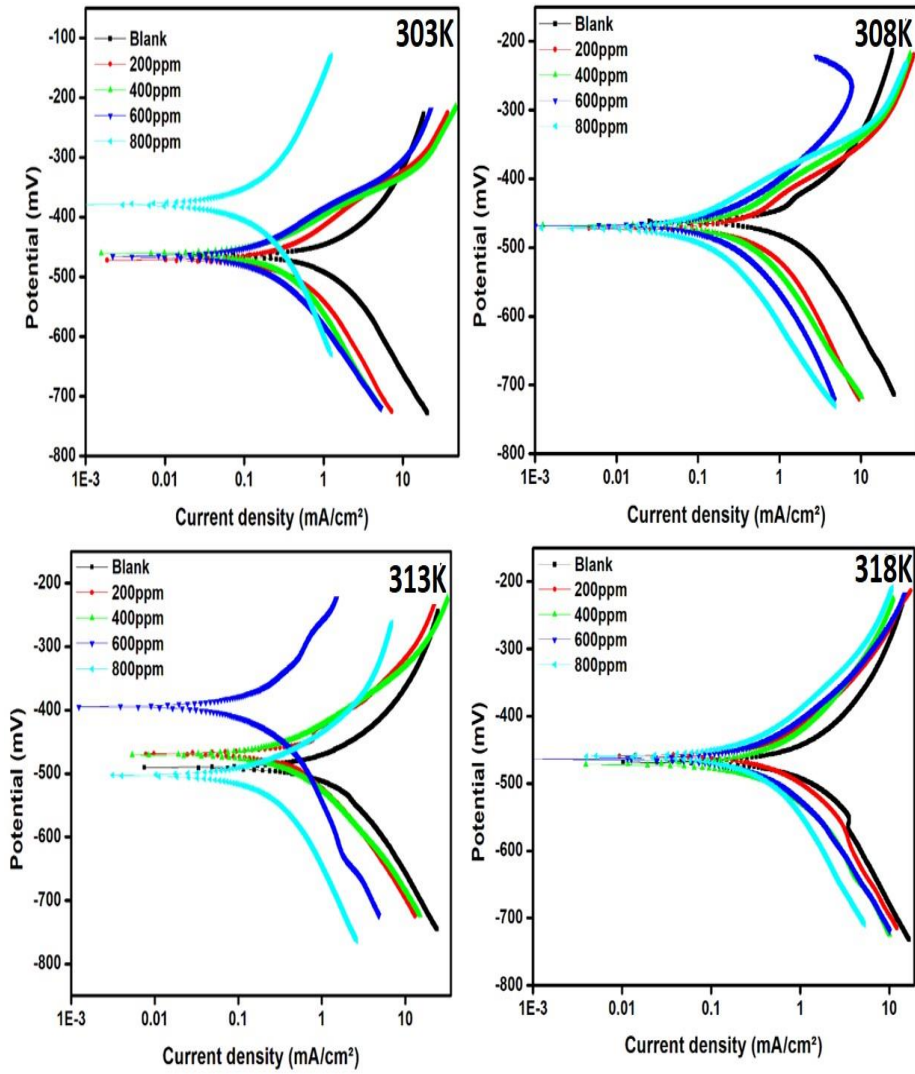 303K
Blank
200ppm
400ppm
600ppm
800ppm
-100
-200
-300
-400
-500
-600
-700
-800
Potential (mV)
1E-3 0.01 0.1 1 10
Current density (mA/cm²)
308K
Blank
200ppm
400ppm
600ppm
800ppm
-200
-300
-400
-500
-600
-700
-800
Potential (mV)
1E-3 0.01 0.1 1 10
Current density (mA/cm²)
313K
Blank
200ppm
400ppm
600ppm
800ppm
-200
-300
-400
-500
-600
-700
-800
Potential (mV)
1E-3 0.01 0.1 1 10
Current density (mA/cm²)
318K
Blank
200ppm
400ppm
600ppm
800ppm
-200
-300
-400
-500
-600
-700
-800
Potential (mV)
1E-3 0.01 0.1 1 10
Current density (mA/cm²)